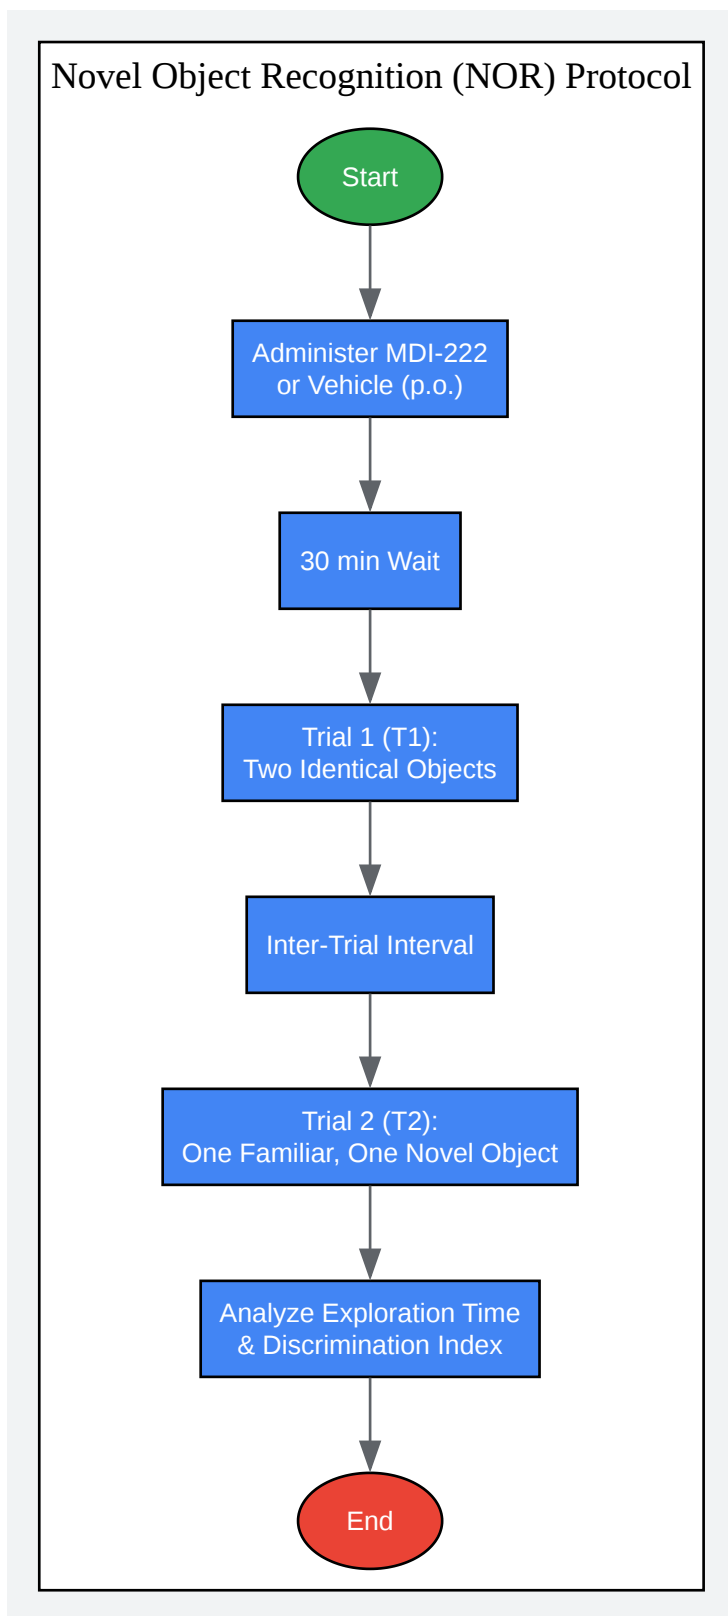 Novel Object Recognition (NOR) Protocol
Start
Administer MDI-222
or Vehicle (p.o.)
30 min Wait
Trial 1 (T1):
Two Identical Objects
Inter-Trial Interval
Trial 2 (T2):
One Familiar, One Novel Object
Analyze Exploration Time
& Discrimination Index
End